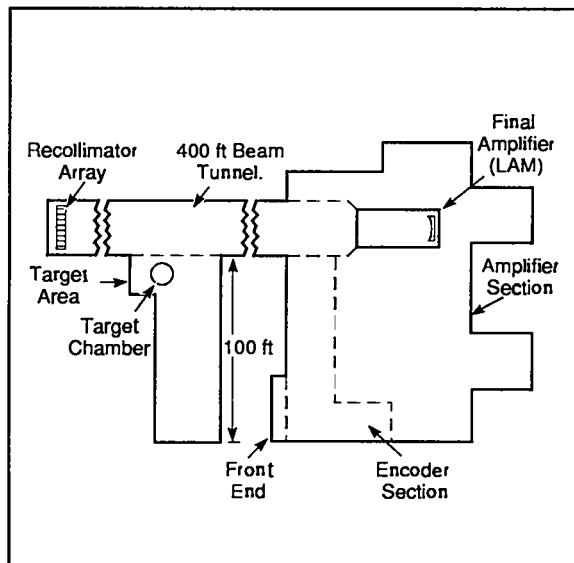 Recollimator
Array
400 ft Beam
Tunnel.
Final
Amplifier
(LAM)
Target
Area
Target
Chamber
100 ft
Amplifier
Section
Front
End
Encoder
Section